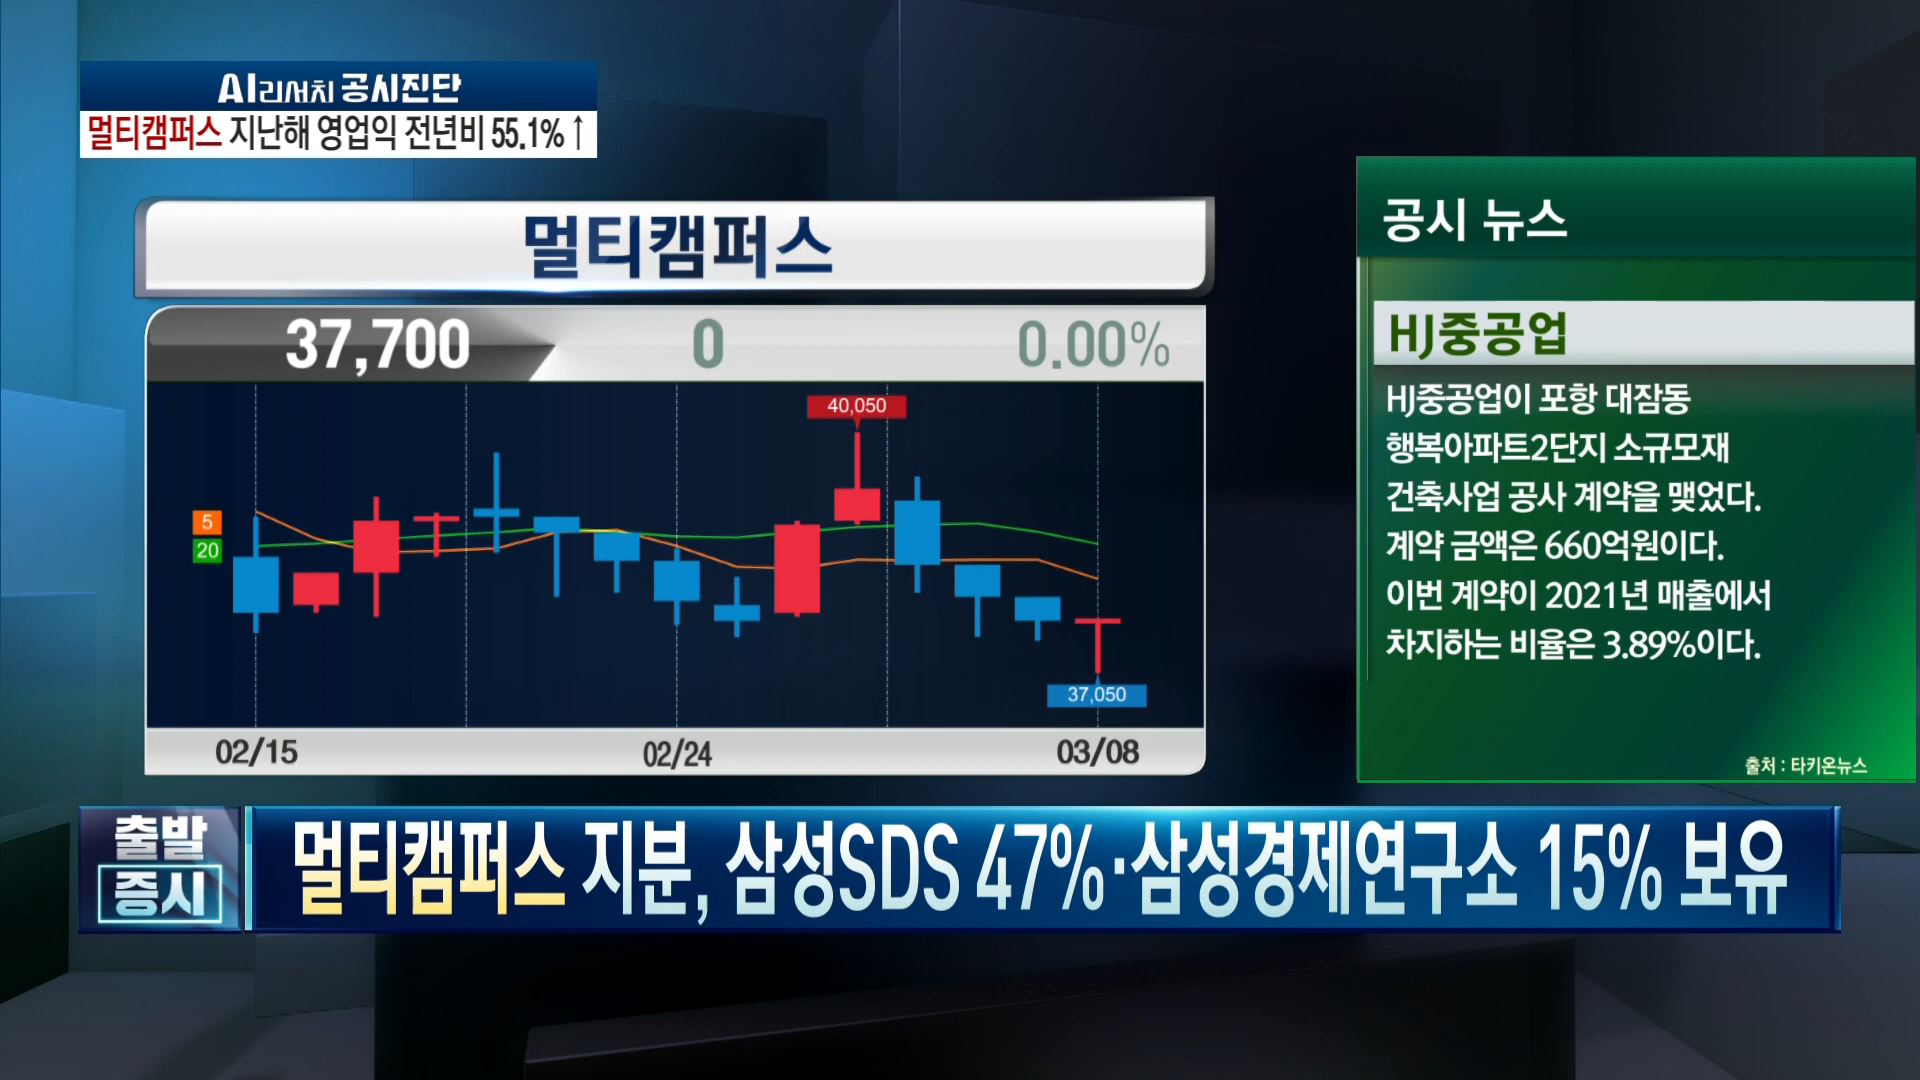 AI리서치 공시진단
멀티캠퍼스 지난해 영업익 전년비 55.1%↑
멀티캠퍼스
37,700 0 0.00%
40,050
5
20
37,050
02/15 02/24 03/08
공시 뉴스
HJ중공업
HJ중공업이 포항 대잠동
행복아파트2단지 소규모재
건축사업 공사 계약을 맺었다.
계약 금액은 660억원이다.
이번 계약이 2021년 매출에서
차지하는 비율은 3.89%이다.
출처 : 타키온뉴스
출발
증시
멀티캠퍼스 지분, 삼성SDS 47%·삼성경제연구소 15% 보유